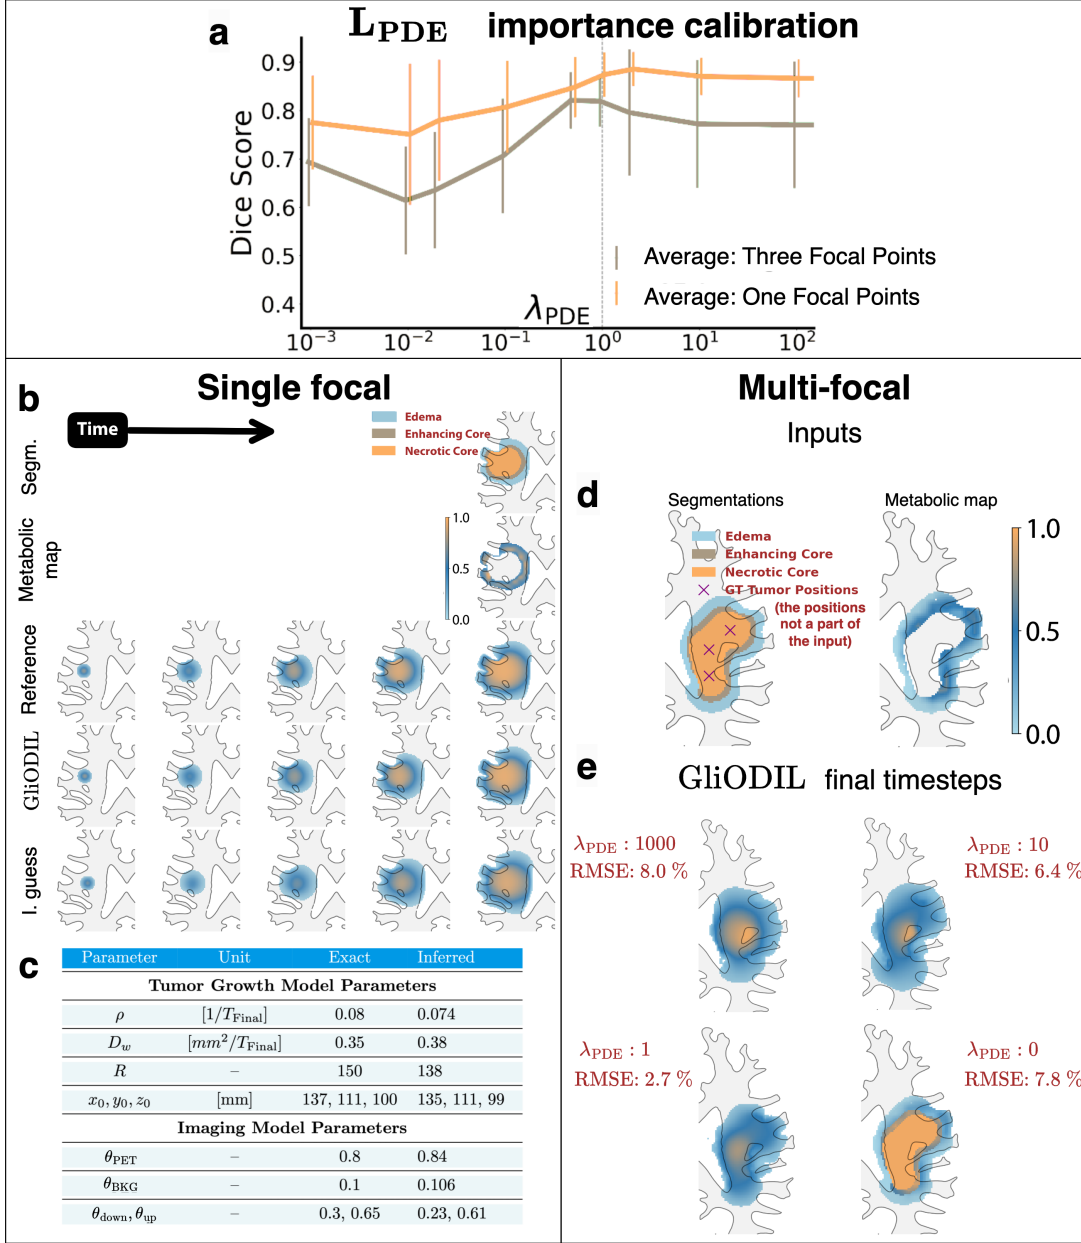 a
L_PDE importance calibration
Dice Score
0.9
0.8
0.7
0.6
0.5
0.4
Average: Three Focal Points
Average: One Focal Points
λ_PDE
10^-3
10^-2
10^-1
10^0
10^1
10^2
b
Single focal
Time
Edema
Enhancing Core
Necrotic Core
Segm.
Metabolic
map
1.0
0.5
0.0
Reference
GliODIL
I. guess
c
Parameter Unit Exact Inferred
Tumor Growth Model Parameters
ρ [1/T_Final] 0.08 0.074
D_w [mm^2/T_Final] 0.35 0.38
R – 150 138
x_0, y_0, z_0 [mm] 137, 111, 100 135, 111, 99
Imaging Model Parameters
θ_PET – 0.8 0.84
θ_BKG – 0.1 0.106
θ_down, θ_up – 0.3, 0.65 0.23, 0.61
Multi-focal
Inputs
d
Segmentations
Metabolic map
Edema
Enhancing Core
Necrotic Core
GT Tumor Positions
(the positions
not a part of
the input)
1.0
0.5
0.0
e
GliODIL final timesteps
λ_PDE : 1000
RMSE: 8.0 %
λ_PDE : 10
RMSE: 6.4 %
λ_PDE : 1
RMSE: 2.7 %
λ_PDE : 0
RMSE: 7.8 %